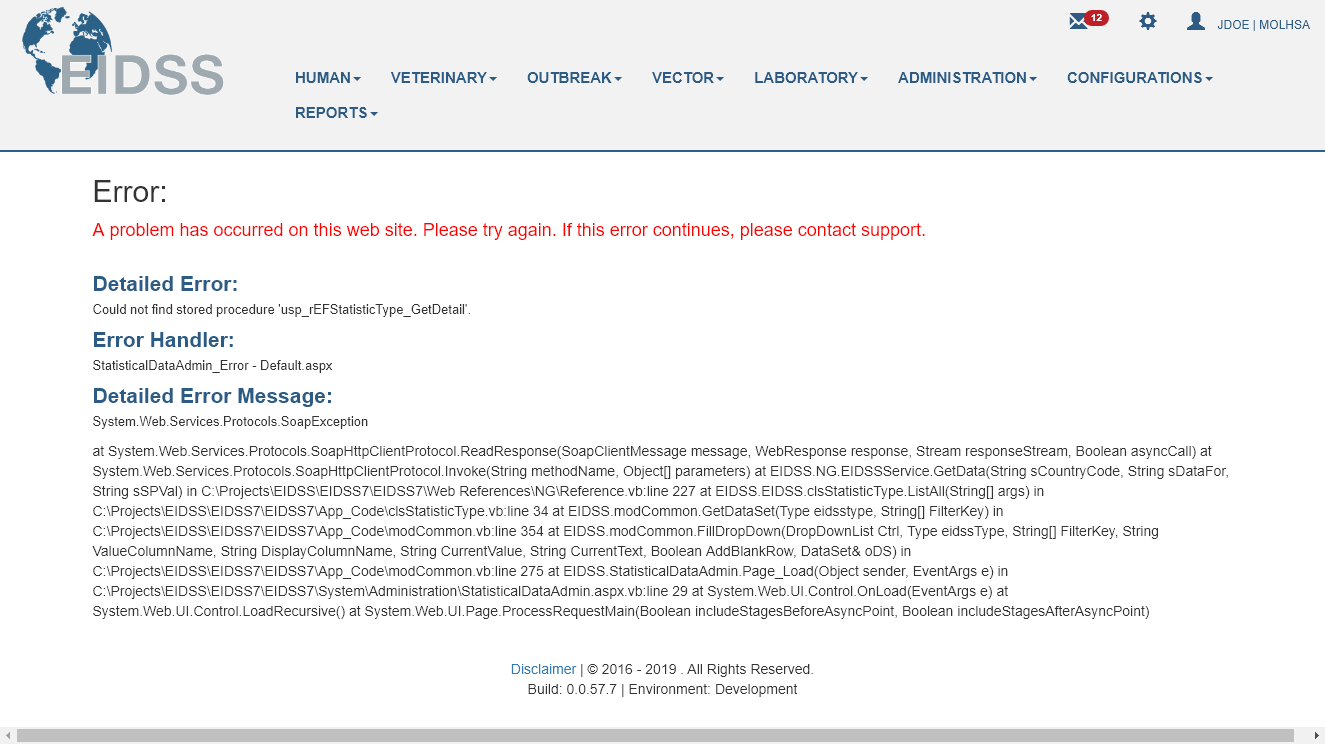 12
JDOE | MOLHSA
EIDSS
HUMAN VETERINARY OUTBREAK VECTOR LABORATORY ADMINISTRATION CONFIGURATIONS
REPORTS
Error:
A problem has occurred on this web site. Please try again. If this error continues, please contact support.
Detailed Error:
Could not find stored procedure 'usp_rEFStatisticType_GetDetail'.
Error Handler:
StatisticalDataAdmin_Error - Default.aspx
Detailed Error Message:
System.Web.Services.Protocols.SoapException
at System.Web.Services.Protocols.SoapHttpClientProtocol.ReadResponse(SoapClientMessage message, WebResponse response, Stream responseStream, Boolean asyncCall) at
System.Web.Services.Protocols.SoapHttpClientProtocol.Invoke(String methodName, Object[] parameters) at EIDSS.NG.EIDSSService.GetData(String sCountryCode, String sDataFor,
String sSPVal) in C:\Projects\EIDSS\EIDSS7\EIDSS7\Web References\NG\Reference.vb:line 227 at EIDSS.EIDSS.clsStatisticType.ListAll(String[] args) in
C:\Projects\EIDSS\EIDSS7\EIDSS7\App_Code\clsStatisticType.vb:line 34 at EIDSS.modCommon.GetDataSet(Type eidsstype, String[] FilterKey) in
C:\Projects\EIDSS\EIDSS7\EIDSS7\App_Code\modCommon.vb:line 354 at EIDSS.modCommon.FillDropDown(DropDownList Ctrl, Type eidssType, String[] FilterKey, String
ValueColumnName, String DisplayColumnName, String CurrentValue, String CurrentText, Boolean AddBlankRow, DataSet& oDS) in
C:\Projects\EIDSS\EIDSS7\EIDSS7\App_Code\modCommon.vb:line 275 at EIDSS.StatisticalDataAdmin.Page_Load(Object sender, EventArgs e) in
C:\Projects\EIDSS\EIDSS7\EIDSS7\System\Administration\StatisticalDataAdmin.aspx.vb:line 29 at System.Web.UI.Control.OnLoad(EventArgs e) at
System.Web.UI.Control.LoadRecursive() at System.Web.UI.Page.ProcessRequestMain(Boolean includeStagesBeforeAsyncPoint, Boolean includeStagesAfterAsyncPoint)
Disclaimer | © 2016 - 2019 . All Rights Reserved.
Build: 0.0.57.7 | Environment: Development